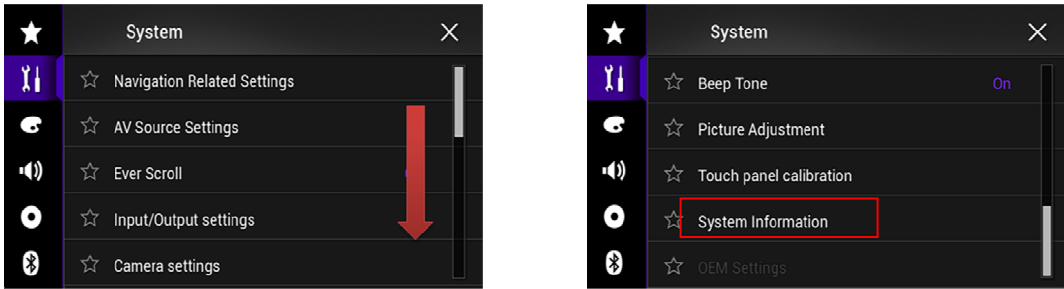 System
Navigation Related Settings
AV Source Settings
Ever Scroll
Input/Output settings
Camera settings
System
Beep Tone On
Picture Adjustment
Touch panel calibration
System Information
OEM Settings